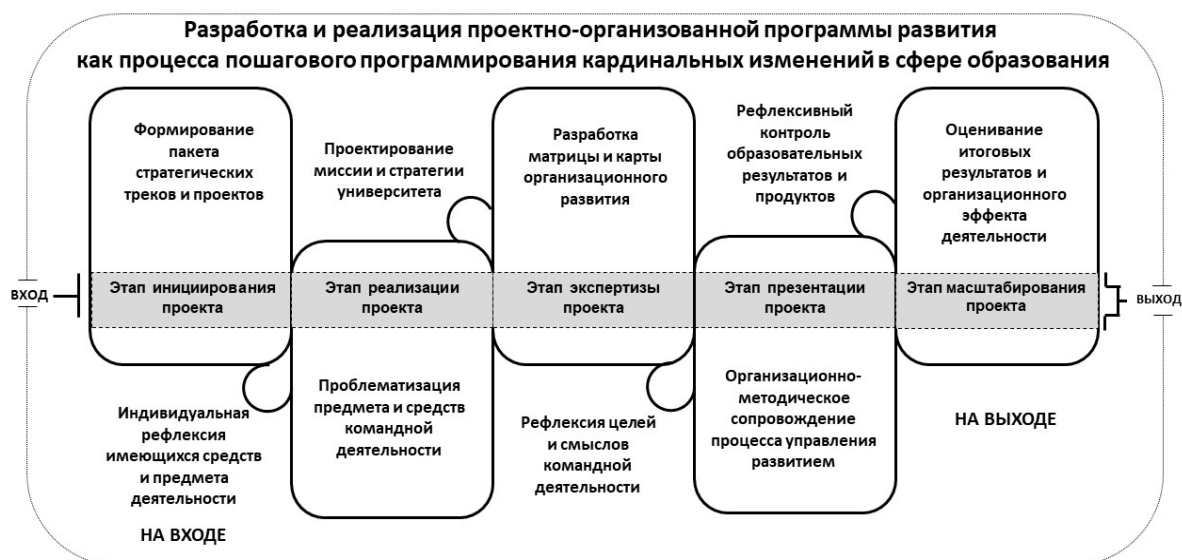 Разработка и реализация проектно-организованной программы развития
как процесса пошагового программирования кардинальных изменений в сфере образования
Формирование
пакета
стратегических
треков и проектов
Проектирование
миссии и стратегии
университета
Разработка
матрицы и карты
организационного
развития
Рефлексивный
контроль
образовательных
результатов и
продуктов
Оценивание
итоговых
результатов и
организационного
эффекта
деятельности
ВХОД
Этап инициирования
проекта
Этап реализации
проекта
Этап экспертизы
проекта
Этап презентации
проекта
Этап масштабирования
проекта
ВЫХОД
Индивидуальная
рефлексия
имеющихся средств
и предмета
деятельности
НА ВХОДЕ
Проблематизация
предмета и средств
командной
деятельности
Рефлексия целей
и смыслов
командной
деятельности
Организационно-
методическое
сопровождение
процесса управления
развитием
НА ВЫХОДЕ